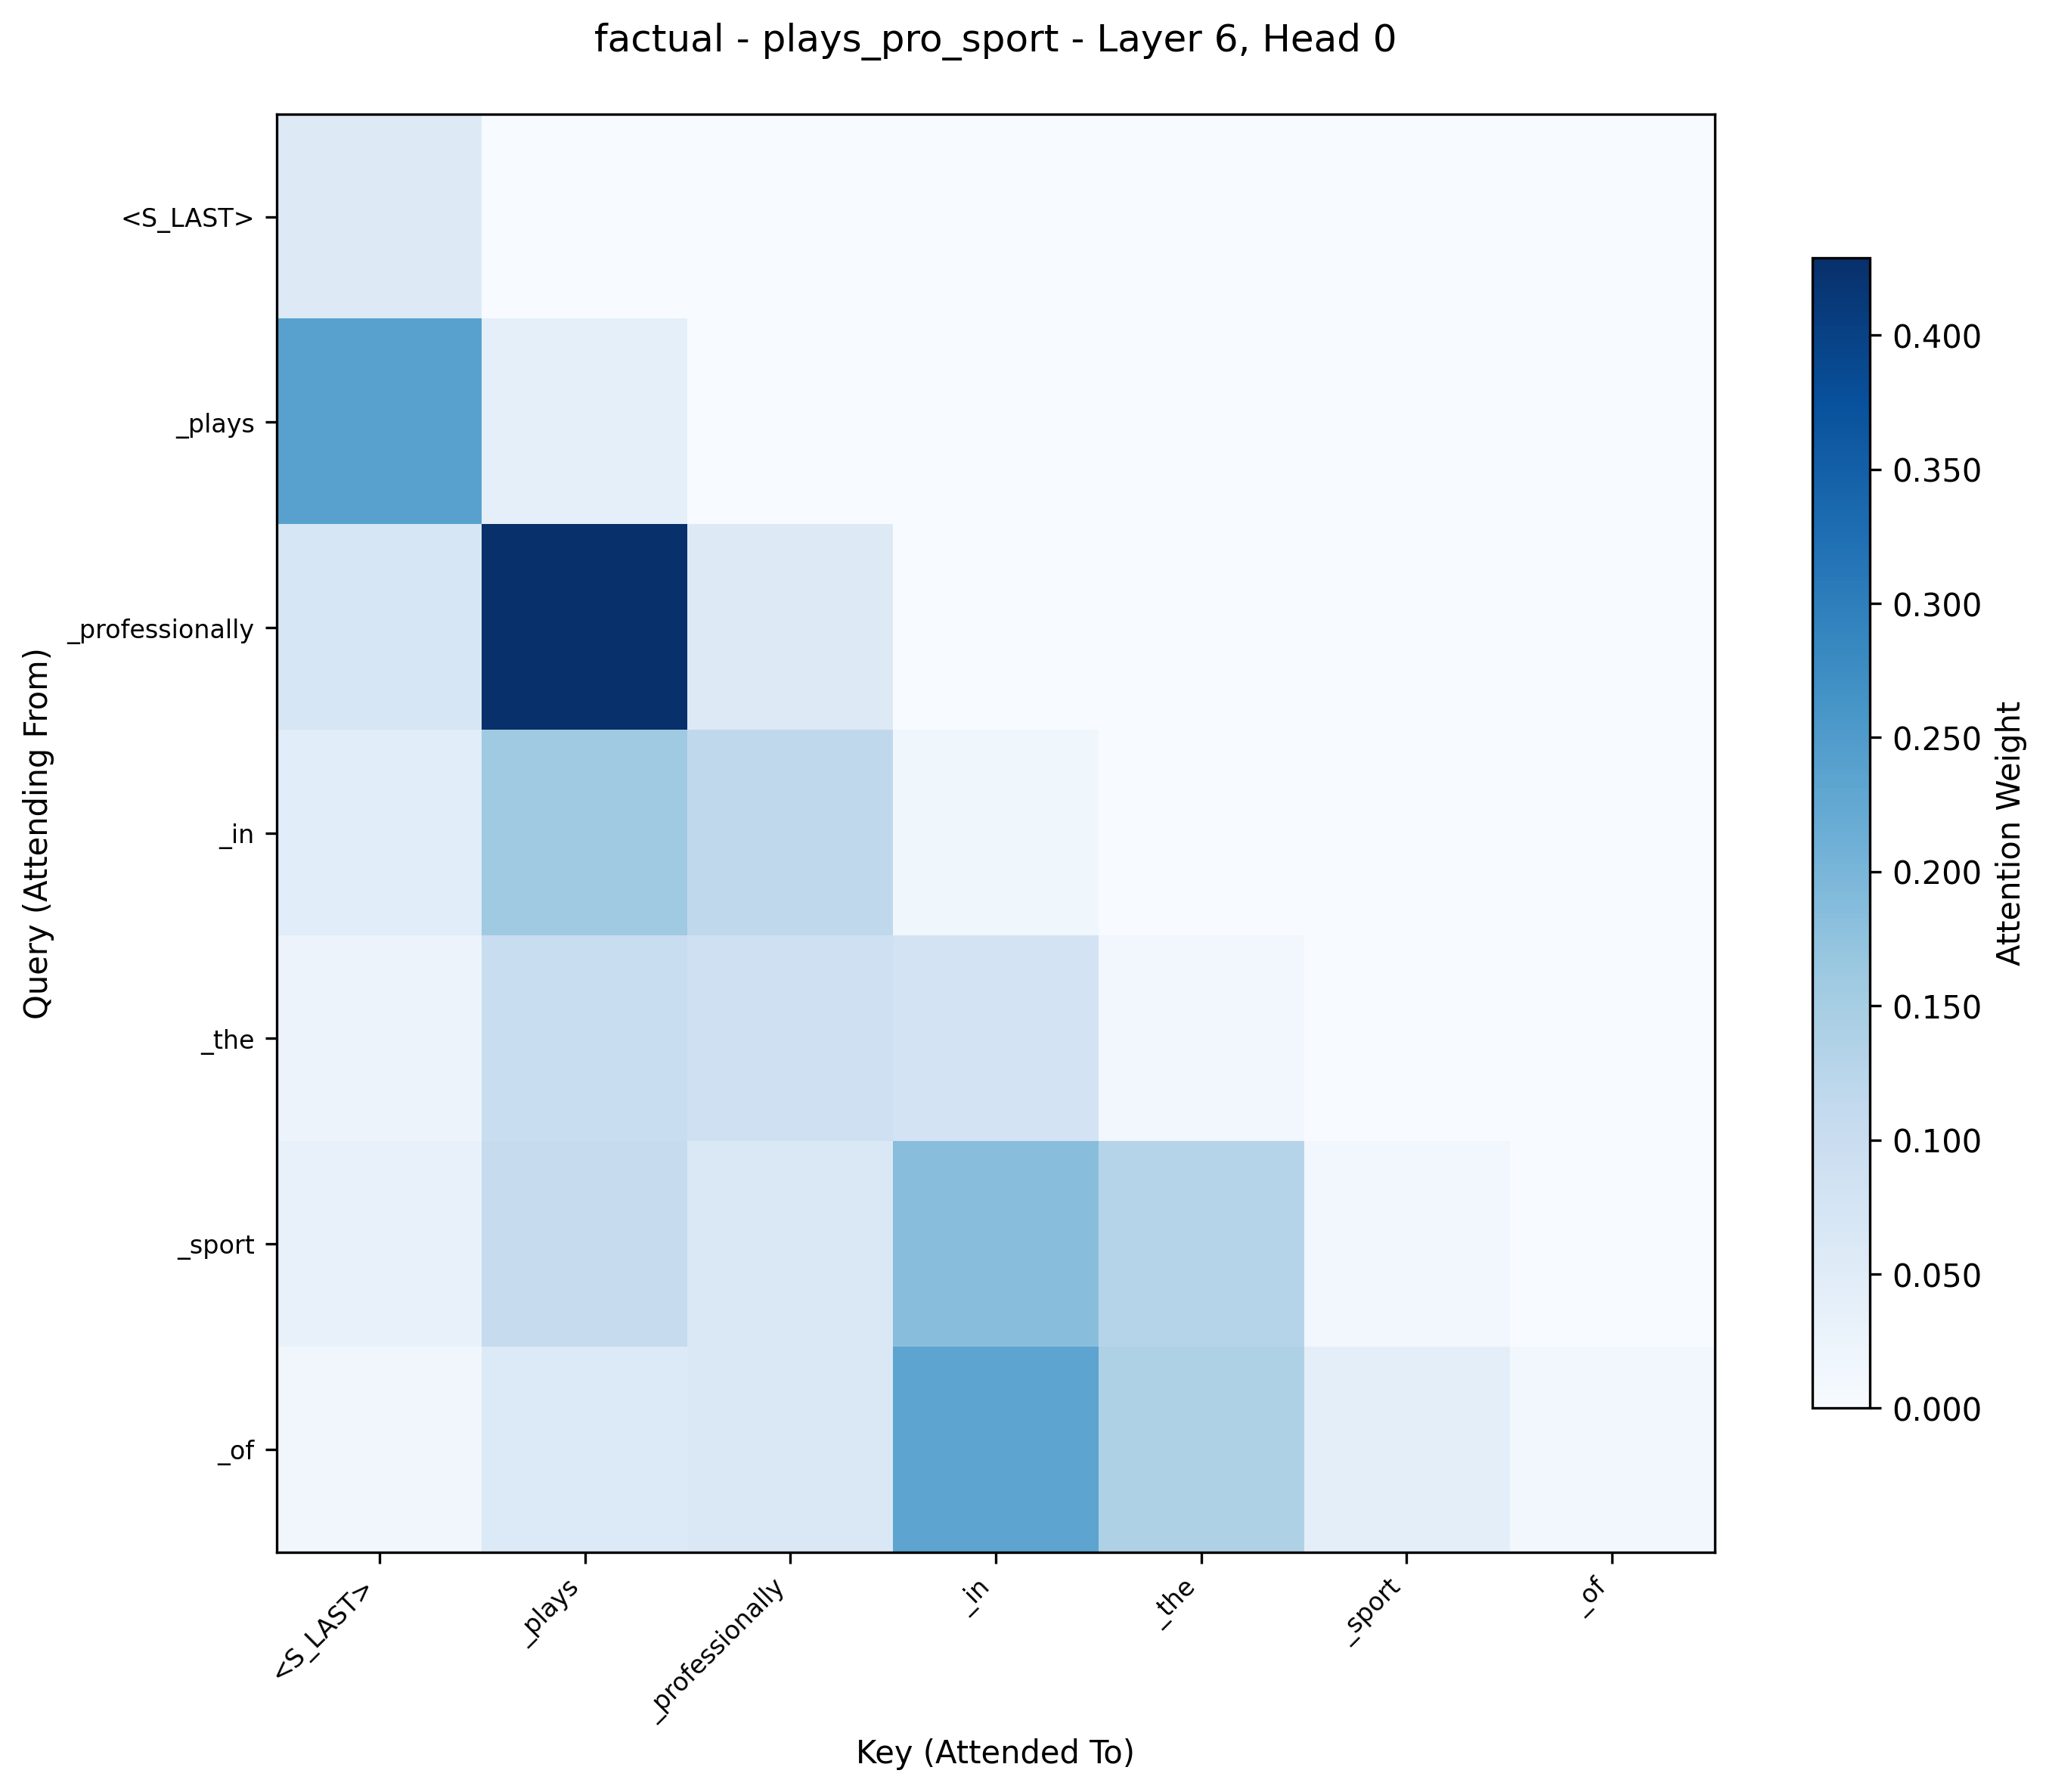 factual - plays_pro_sport - Layer 6, Head 0
Query (Attending From)
<S_LAST>
_plays
_professionally
_in
_the
_sport
_of
<S_LAST>
_plays
_professionally
_in
_the
_sport
_of
Key (Attended To)
0.400
0.350
0.300
0.250
0.200
0.150
0.100
0.050
0.000
Attention Weight